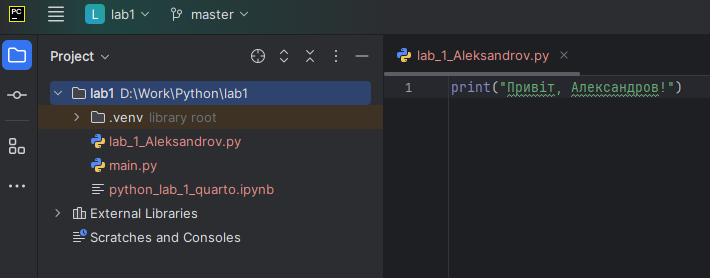 PC
L lab1 master
Project
lab_1_Aleksandrov.py
lab1 D:\Work\Python\lab1
1 print("Привіт, Александров!")
.venv library root
lab_1_Aleksandrov.py
main.py
python_lab_1_quarto.ipynb
External Libraries
Scratches and Consoles